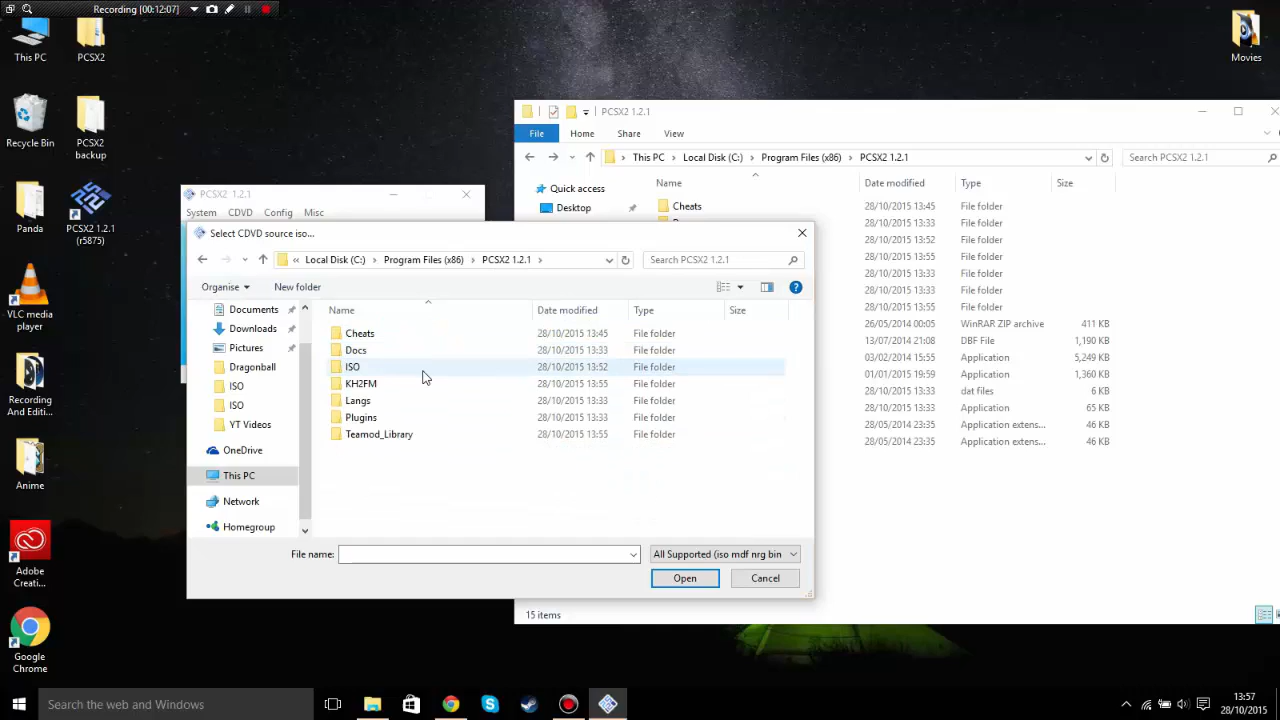 Recording [00:12:07]
This PC
PCSX2
Movies
Recycle Bin
PCSX2 backup
Panda
PCSX2 1.2.1 (r5875)
VLC media player
Recording And Editi...
Anime
Adobe Creati...
Google Chrome
PCSX2 1.2.1
File Home Share View
This PC > Local Disk (C:) > Program Files (x86) > PCSX2 1.2.1
Search PCSX2 1.2.1
Quick access
Desktop
Name Date modified Type Size
Cheats 28/10/2015 13:45 File folder
28/10/2015 13:33 File folder
28/10/2015 13:52 File folder
28/10/2015 13:55 File folder
28/10/2015 13:33 File folder
28/10/2015 13:33 File folder
28/10/2015 13:55 File folder
26/05/2014 00:05 WinRAR ZIP archive 411 KB
13/07/2014 21:08 DBF File 1,190 KB
03/02/2014 15:55 Application 5,249 KB
01/01/2015 19:59 Application 1,360 KB
28/10/2015 13:33 dat files 6 KB
28/10/2015 13:33 Application 65 KB
28/05/2014 23:35 Application extens... 46 KB
28/05/2014 23:35 Application extens... 46 KB
15 items
PCSX2 1.2.1
System CDVD Config Misc
Select CDVD source iso...
« Local Disk (C:) > Program Files (x86) > PCSX2 1.2.1 >
Search PCSX2 1.2.1
Organise New folder
Documents
Downloads
Pictures
Dragonball
ISO
ISO
YT Videos
OneDrive
This PC
Network
Homegroup
Name Date modified Type Size
Cheats 28/10/2015 13:45 File folder
Docs 28/10/2015 13:33 File folder
ISO 28/10/2015 13:52 File folder
KH2FM 28/10/2015 13:55 File folder
Langs 28/10/2015 13:33 File folder
Plugins 28/10/2015 13:33 File folder
Teamod_Library 28/10/2015 13:55 File folder
File name:
All Supported (iso mdf nrg bin
Open Cancel
Search the web and Windows
13:57
28/10/2015